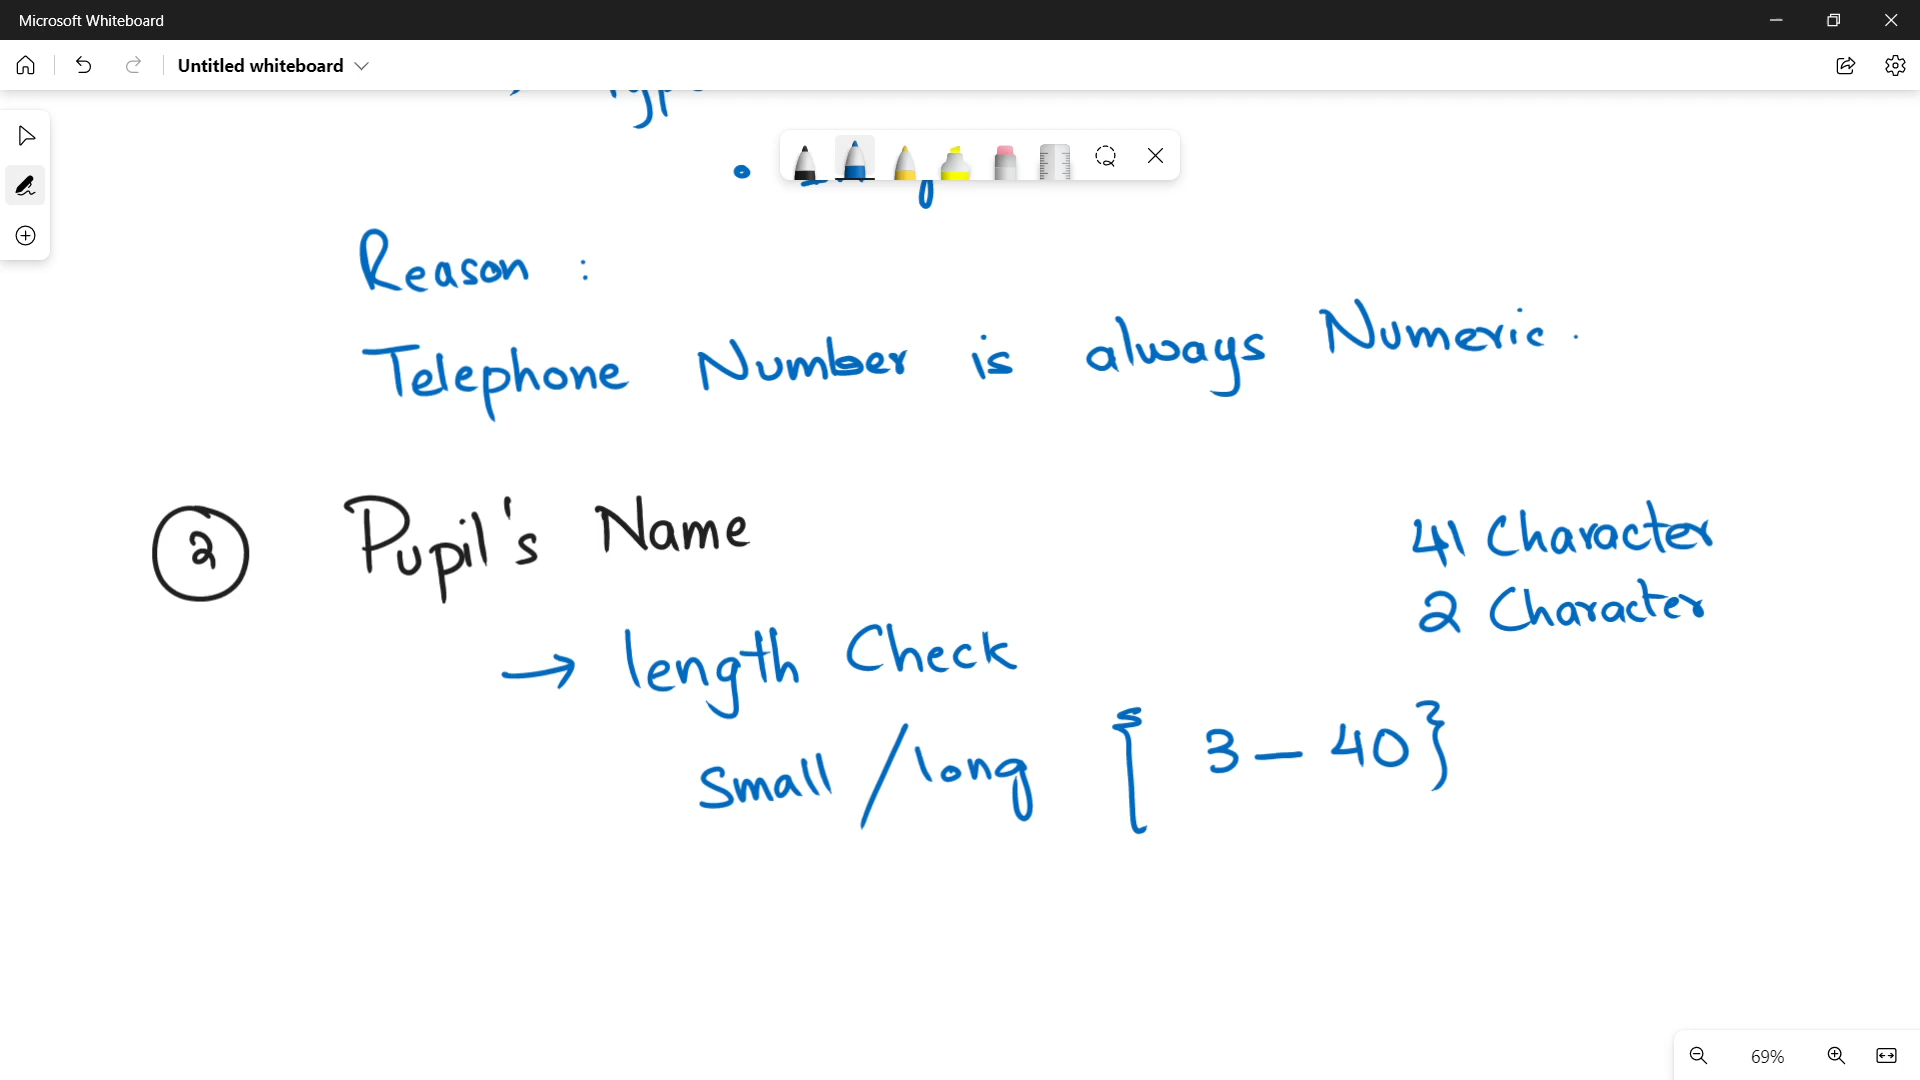 Microsoft Whiteboard
Untitled whiteboard
Reason :
Telephone Number is always Numeric .
2 Pupil's Name
41 Character
2 Character
→ length Check
small / long { 3 – 40 }
69%